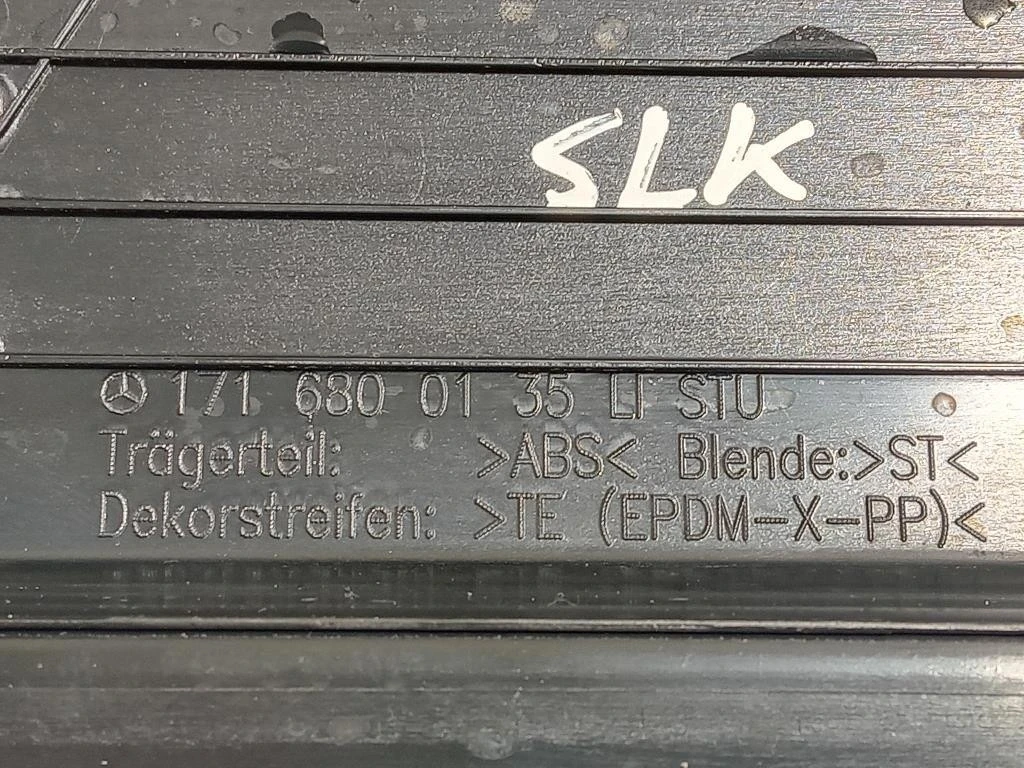 SLK
171 680 01 35 LI STU
Trägerteil: >ABS< Blende:>ST<
Dekorstreifen: >TE (EPDM-X-PP)<